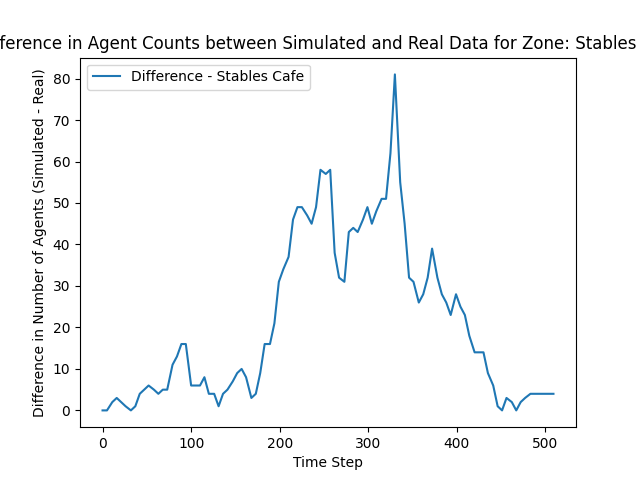 fference in Agent Counts between Simulated and Real Data for Zone: Stables
Difference - Stables Cafe
Difference in Number of Agents (Simulated - Real)
80
70
60
50
40
30
20
10
0
0 100 200 300 400 500
Time Step